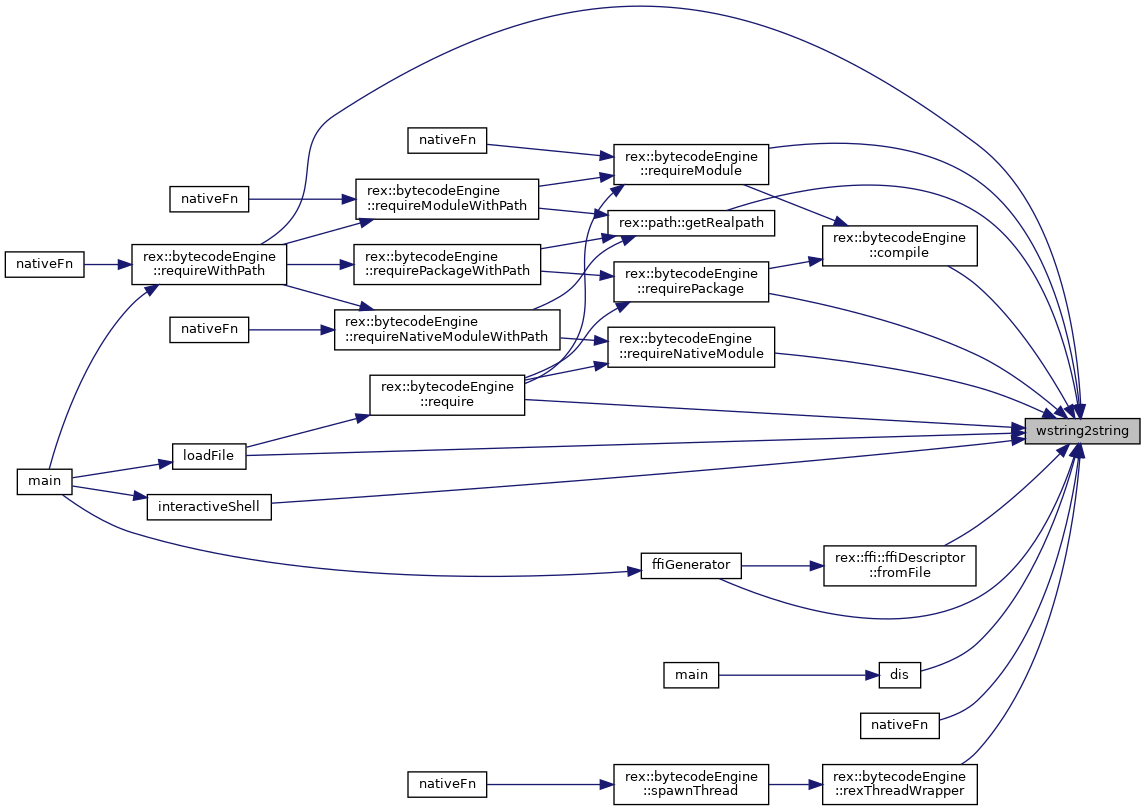 nativeFn
rex::bytecodeEngine
::requireModule
rex::bytecodeEngine
::requireModuleWithPath
nativeFn
rex::path::getRealpath
rex::bytecodeEngine
::compile
nativeFn
rex::bytecodeEngine
::requireWithPath
rex::bytecodeEngine
::requirePackageWithPath
rex::bytecodeEngine
::requirePackage
nativeFn
rex::bytecodeEngine
::requireNativeModuleWithPath
rex::bytecodeEngine
::requireNativeModule
rex::bytecodeEngine
::require
wstring2string
loadFile
main
interactiveShell
ffiGenerator
rex::ffi::ffiDescriptor
::fromFile
main
dis
nativeFn
nativeFn
rex::bytecodeEngine
::spawnThread
rex::bytecodeEngine
::rexThreadWrapper